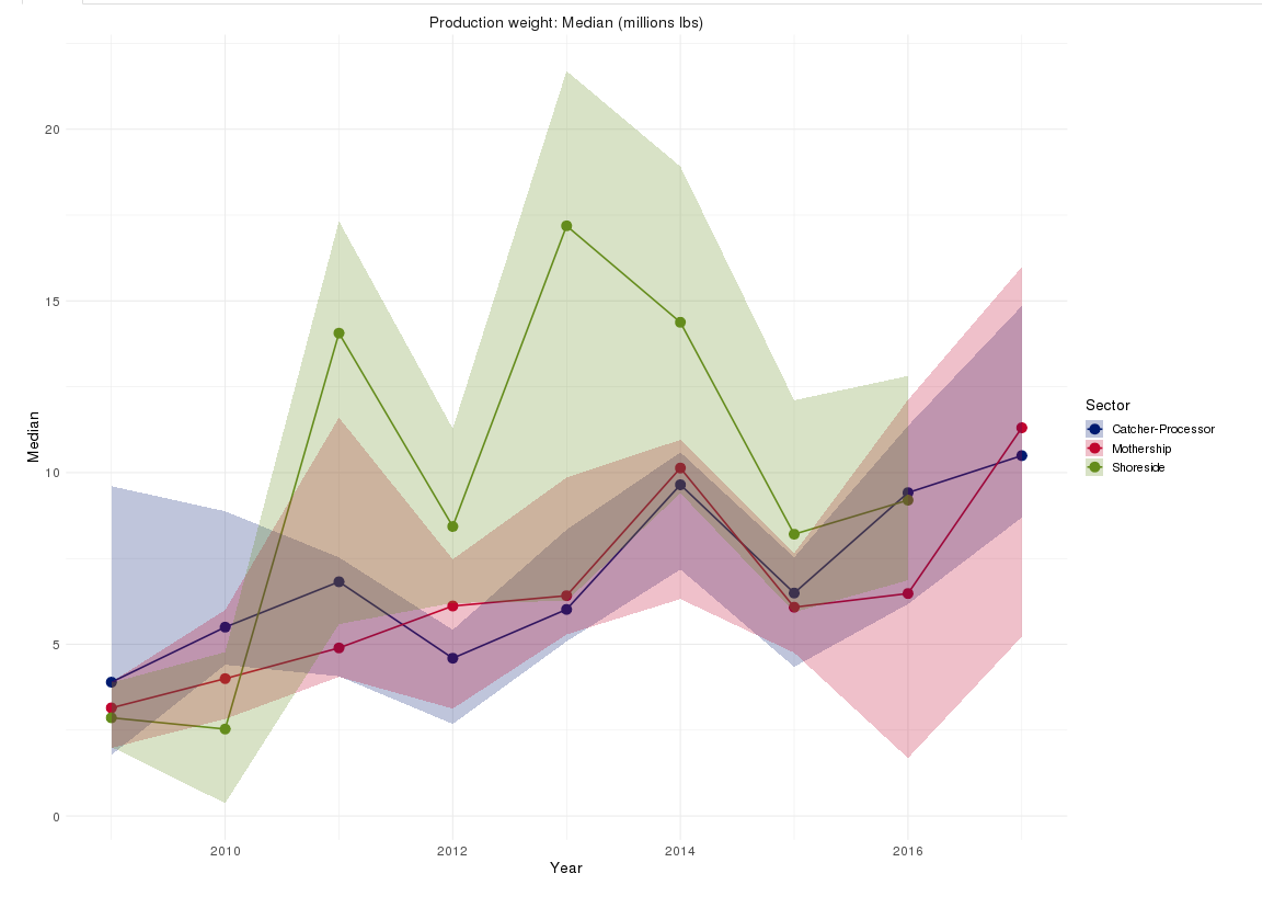 Production weight: Median (millions lbs)
20
15
10
5
0
Median
2010
2012
2014
2016
Year
Sector
Catcher-Processor
Mothership
Shoreside